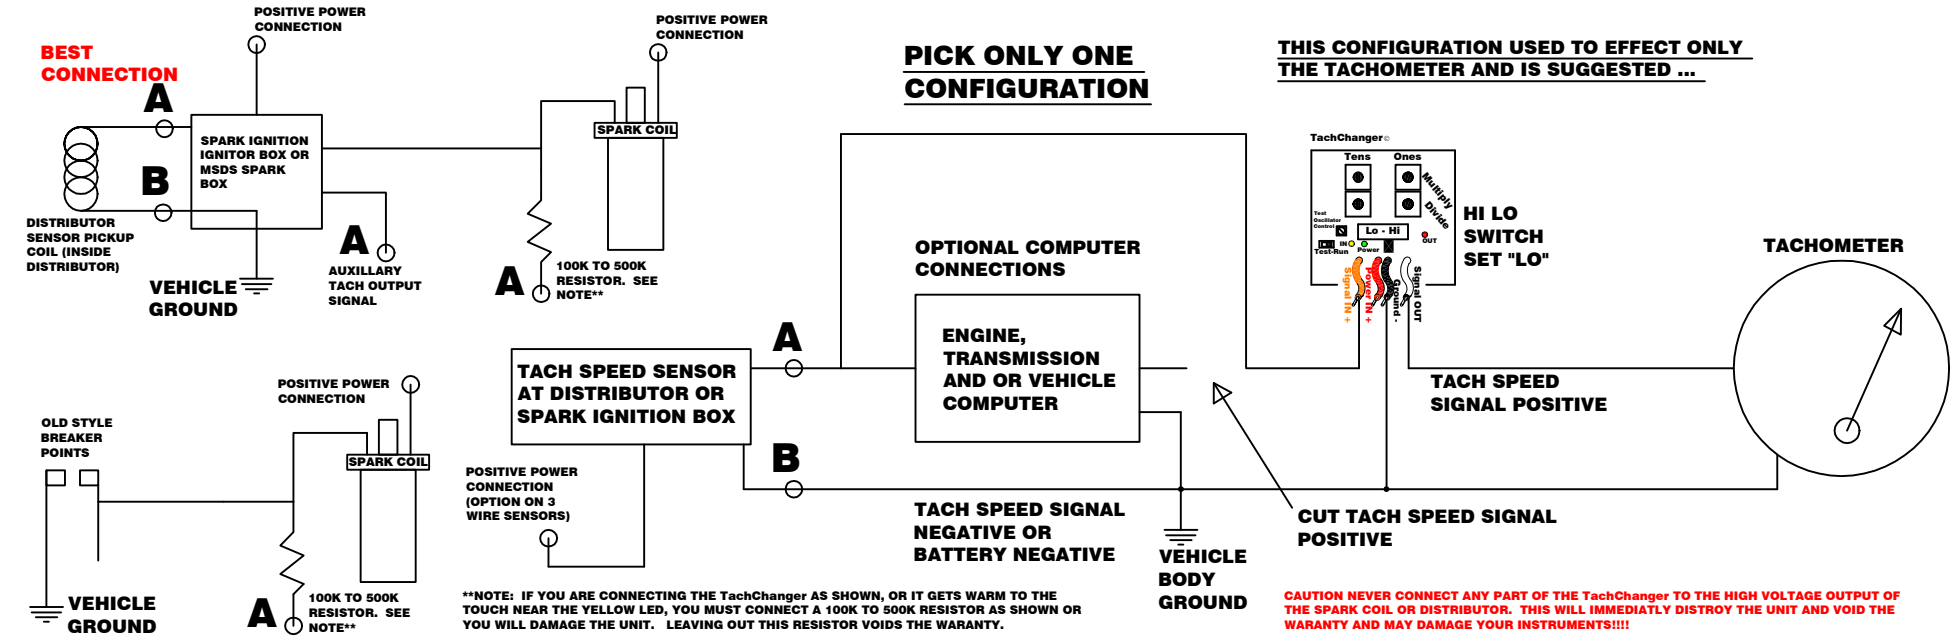 POSITIVE POWER
CONNECTION
BEST
CONNECTION
A
B
SPARK IGNITION
IGNITOR BOX OR
MSDS SPARK
BOX
DISTRIBUTOR
SENSOR PICKUP
COIL (INSIDE
DISTRIBUTOR)
VEHICLE
GROUND
A
AUXILLARY
TACH OUTPUT
SIGNAL
POSITIVE POWER
CONNECTION
SPARK COIL
A
100K TO 500K
RESISTOR.  SEE
NOTE**
PICK ONLY ONE
CONFIGURATION
THIS CONFIGURATION USED TO EFFECT ONLY
THE TACHOMETER AND IS SUGGESTED ...
TachChanger©
Tens
Ones
Multiply
Divide
Test
Oscillator
Control
Lo - Hi
Test-Run
IN
Power
OUT
Signal IN +
Power IN +
Ground -
Signal OUT
HI LO
SWITCH
SET "LO"
TACHOMETER
OPTIONAL COMPUTER
CONNECTIONS
ENGINE,
TRANSMISSION
AND OR VEHICLE
COMPUTER
A
TACH SPEED SENSOR
AT DISTRIBUTOR OR
SPARK IGNITION BOX
B
TACH SPEED
SIGNAL POSITIVE
POSITIVE POWER
CONNECTION
OLD STYLE
BREAKER
POINTS
SPARK COIL
VEHICLE
GROUND
A
100K TO 500K
RESISTOR.  SEE
NOTE**
POSITIVE POWER
CONNECTION
(OPTION ON 3
WIRE SENSORS)
TACH SPEED SIGNAL
NEGATIVE OR
BATTERY NEGATIVE
VEHICLE
BODY
GROUND
CUT TACH SPEED SIGNAL
POSITIVE
**NOTE:  IF YOU ARE CONNECTING THE TachChanger AS SHOWN, OR IT GETS WARM TO THE
TOUCH NEAR THE YELLOW LED, YOU MUST CONNECT A 100K TO 500K RESISTOR AS SHOWN OR
YOU WILL DAMAGE THE UNIT.   LEAVING OUT THIS RESISTOR VOIDS THE WARANTY.
CAUTION NEVER CONNECT ANY PART OF THE TachChanger TO THE HIGH VOLTAGE OUTPUT OF
THE SPARK COIL OR DISTRIBUTOR.  THIS WILL IMMEDIATLY DISTROY THE UNIT AND VOID THE
WARANTY AND MAY DAMAGE YOUR INSTRUMENTS!!!!